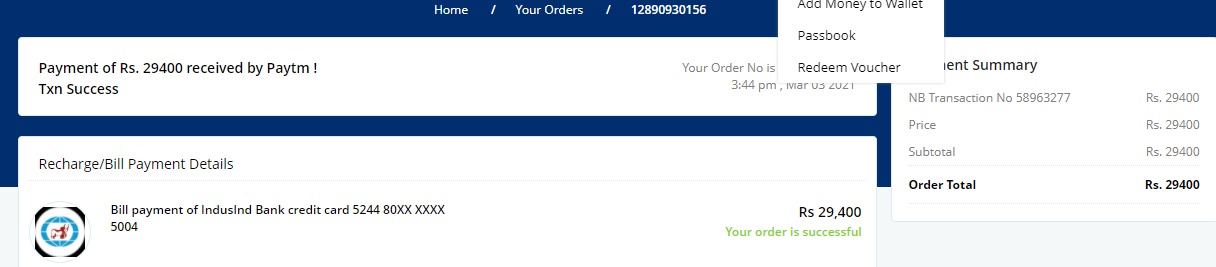 Home / Your Orders / 12890930156
Add Money to Wallet
Passbook
Redeem Voucher
Payment of Rs. 29400 received by Paytm !
Txn Success
Your Order No is
3:44 pm , Mar 03 2021
Summary
NB Transaction No 58963277 Rs. 29400
Price Rs. 29400
Subtotal Rs. 29400
Order Total Rs. 29400
Recharge/Bill Payment Details
Bill payment of IndusInd Bank credit card 5244 80XX XXXX
5004
Rs 29,400
Your order is successful